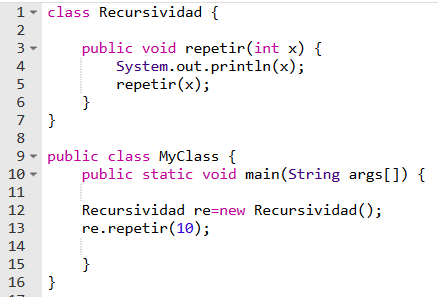 1 class Recursividad {
2
3     public void repetir(int x) {
4         System.out.println(x);
5         repetir(x);
6     }
7 }
8
9 public class MyClass {
10     public static void main(String args[]) {
11
12     Recursividad re=new Recursividad();
13     re.repetir(10);
14
15     }
16 }